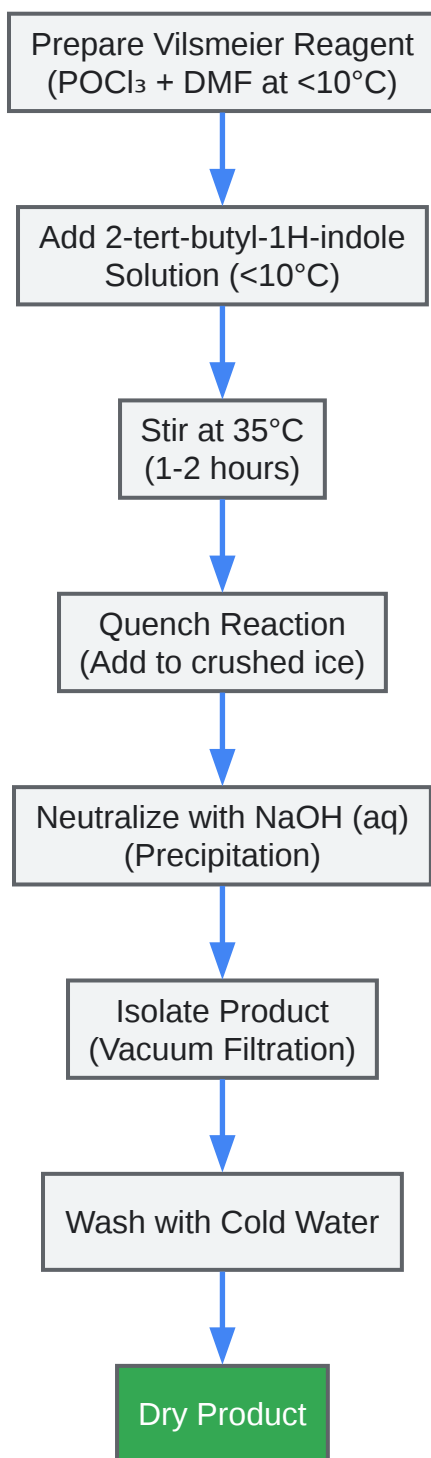 Prepare Vilsmeier Reagent
(POCl₃ + DMF at <10°C)
Add 2-tert-butyl-1H-indole
Solution (<10°C)
Stir at 35°C
(1-2 hours)
Quench Reaction
(Add to crushed ice)
Neutralize with NaOH (aq)
(Precipitation)
Isolate Product
(Vacuum Filtration)
Wash with Cold Water
Dry Product